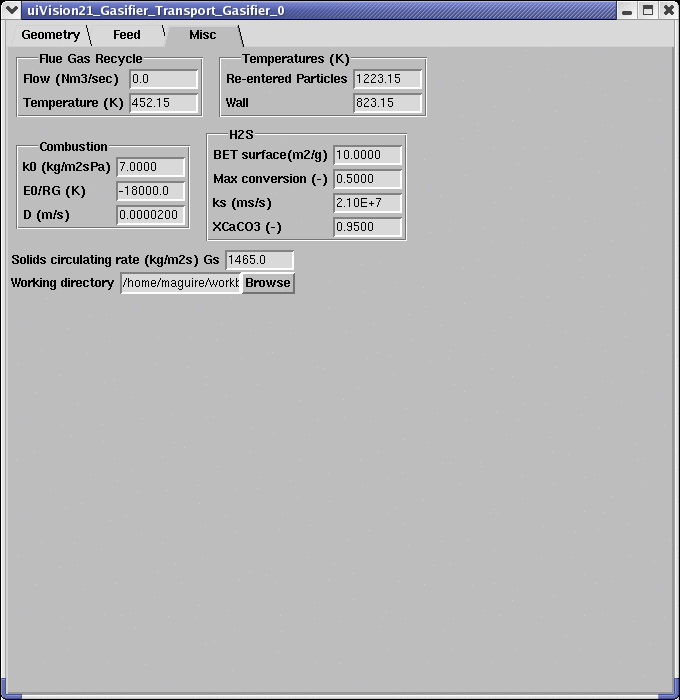 uiVision21_Gasifier_Transport_Gasifier_0
Geometry Feed Misc
Flue Gas Recycle
Flow (Nm3/sec) 0.0
Temperature (K) 452.15
Temperatures (K)
Re-entered Particles 1223.15
Wall 823.15
Combustion
k0 (kg/m2sPa) 7.0000
E0/RG (K) -18000.0
D (m/s) 0.0000200
H2S
BET surface(m2/g) 10.0000
Max conversion (-) 0.5000
ks (ms/s) 2.10E+7
XCaCO3 (-) 0.9500
Solids circulating rate (kg/m2s) Gs 1465.0
Working directory /home/maguire/workb Browse